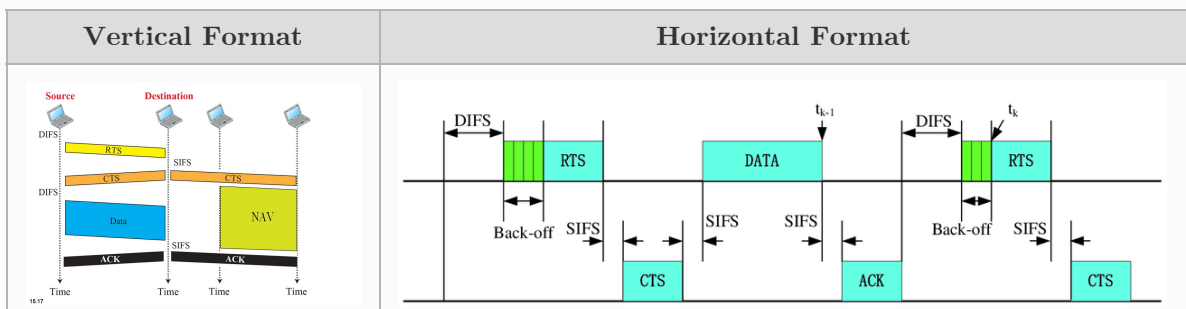 Vertical Format
Horizontal Format
Source
Destination
DIFS
RTS
SIFS
CTS
CTS
DIFS
Data
NAV
SIFS
ACK
ACK
Time
Time
Time
Time
15.17
t_{k-1}
t_k
DIFS
DIFS
RTS
DATA
RTS
Back-off
SIFS
SIFS
SIFS
Back-off
SIFS
CTS
ACK
CTS